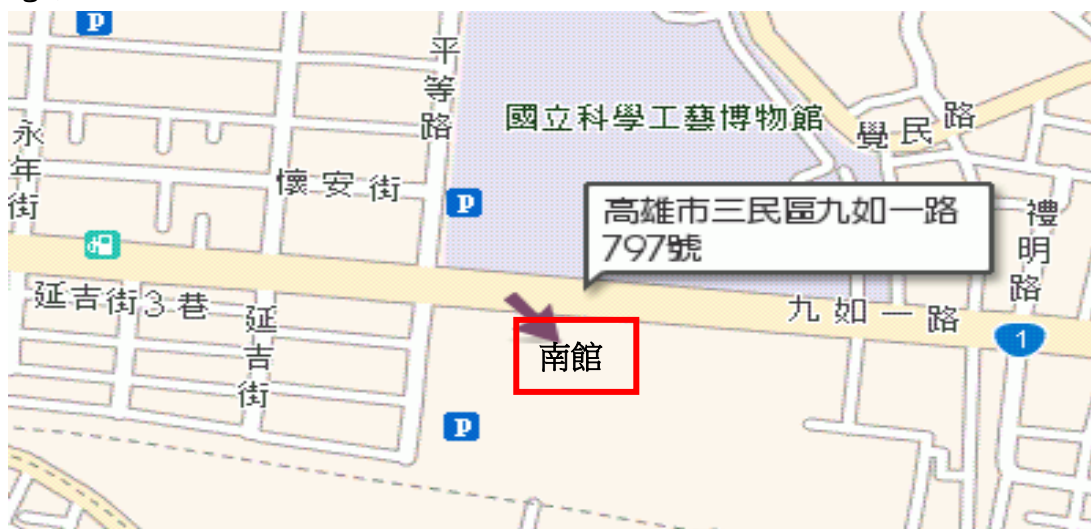 P
平等路
國立科學工藝博物館
覺民路
永年街
懷安街
P
高雄市三民區九如一路
797號
禮明路
延吉街3巷
延吉街
九如一路
1
南館
P